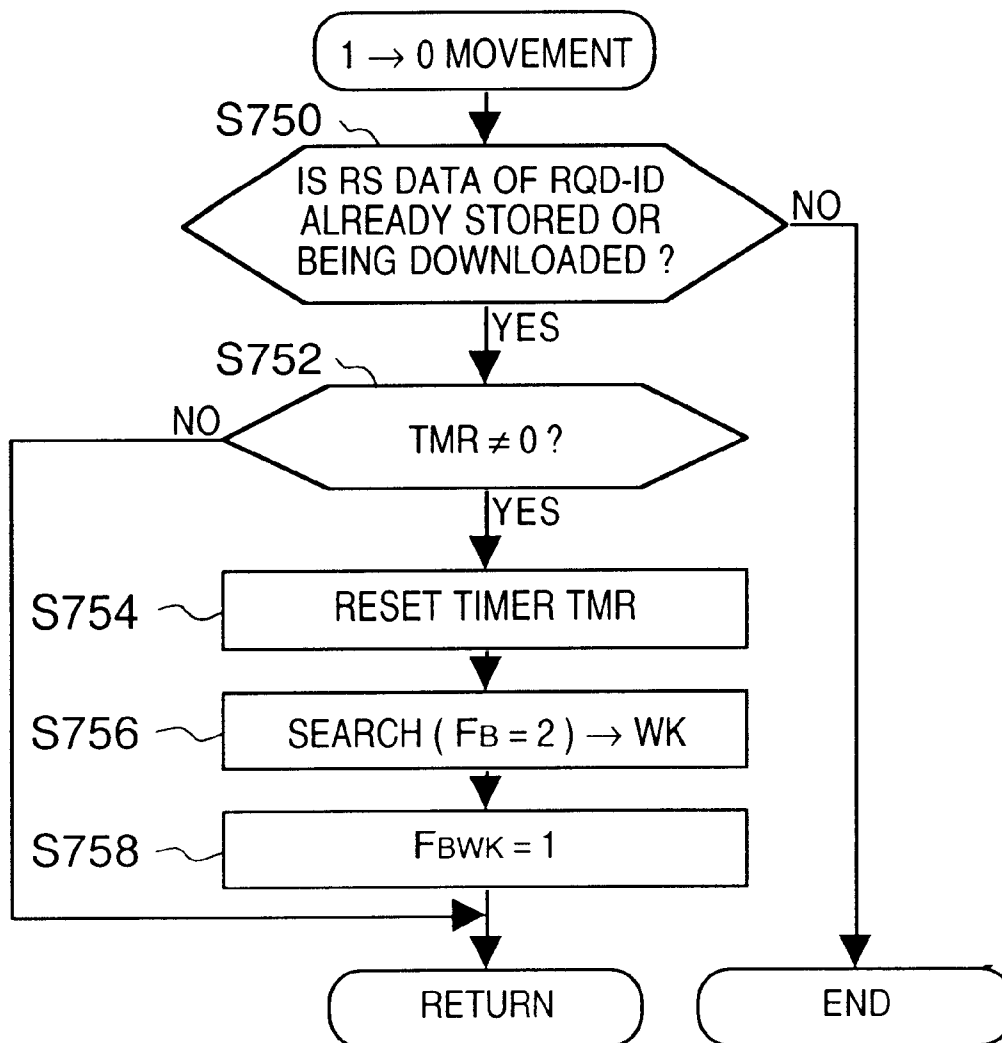 1 → 0 MOVEMENT
S750
IS RS DATA OF RQD-ID
ALREADY STORED OR
BEING DOWNLOADED ?
NO
YES
S752
NO
TMR ≠ 0 ?
YES
S754
RESET TIMER TMR
S756
SEARCH ( FB = 2 ) → WK
S758
FBWK = 1
RETURN
END